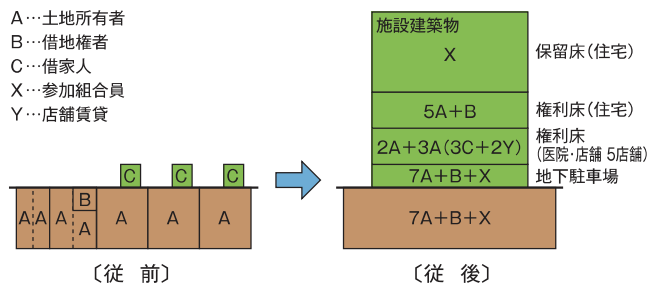 A…土地所有者
B…借地権者
C…借家人
X…参加組合員
Y…店舗賃貸
C
C
C
B
A
A
A
A
A
A
A
〔従 前〕
施設建築物
X
保留床(住宅)
5A+B
権利床(住宅)
2A+3A(3C+2Y)
権利床
(医院・店舗 5店舗)
7A+B+X
地下駐車場
7A+B+X
〔従 後〕